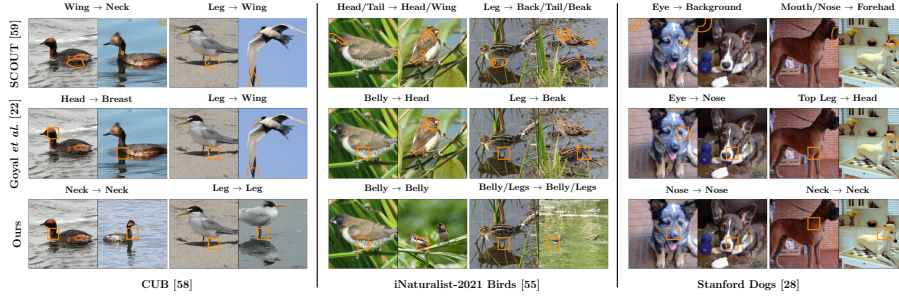 Wing → Neck Leg → Wing Head/Tail → Head/Wing Leg → Back/Tail/Beak Eye → Background Mouth/Nose → Forehad
SCOUT [59]
Head → Breast Leg → Wing Belly → Head Leg → Beak Eye → Nose Top Leg → Head
Goyal et al. [22]
Neck → Neck Leg → Leg Belly → Belly Belly/Legs → Belly/Legs Nose → Nose Neck → Neck
Ours
CUB [58] iNaturalist-2021 Birds [55] Stanford Dogs [28]